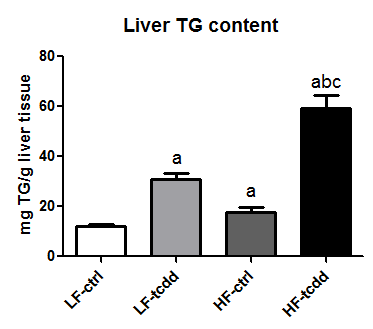 Liver TG content
mg TG/g liver tissue
80
60
40
20
0
a
a
abc
LF-ctrl
LF-tcdd
HF-ctrl
HF-tcdd